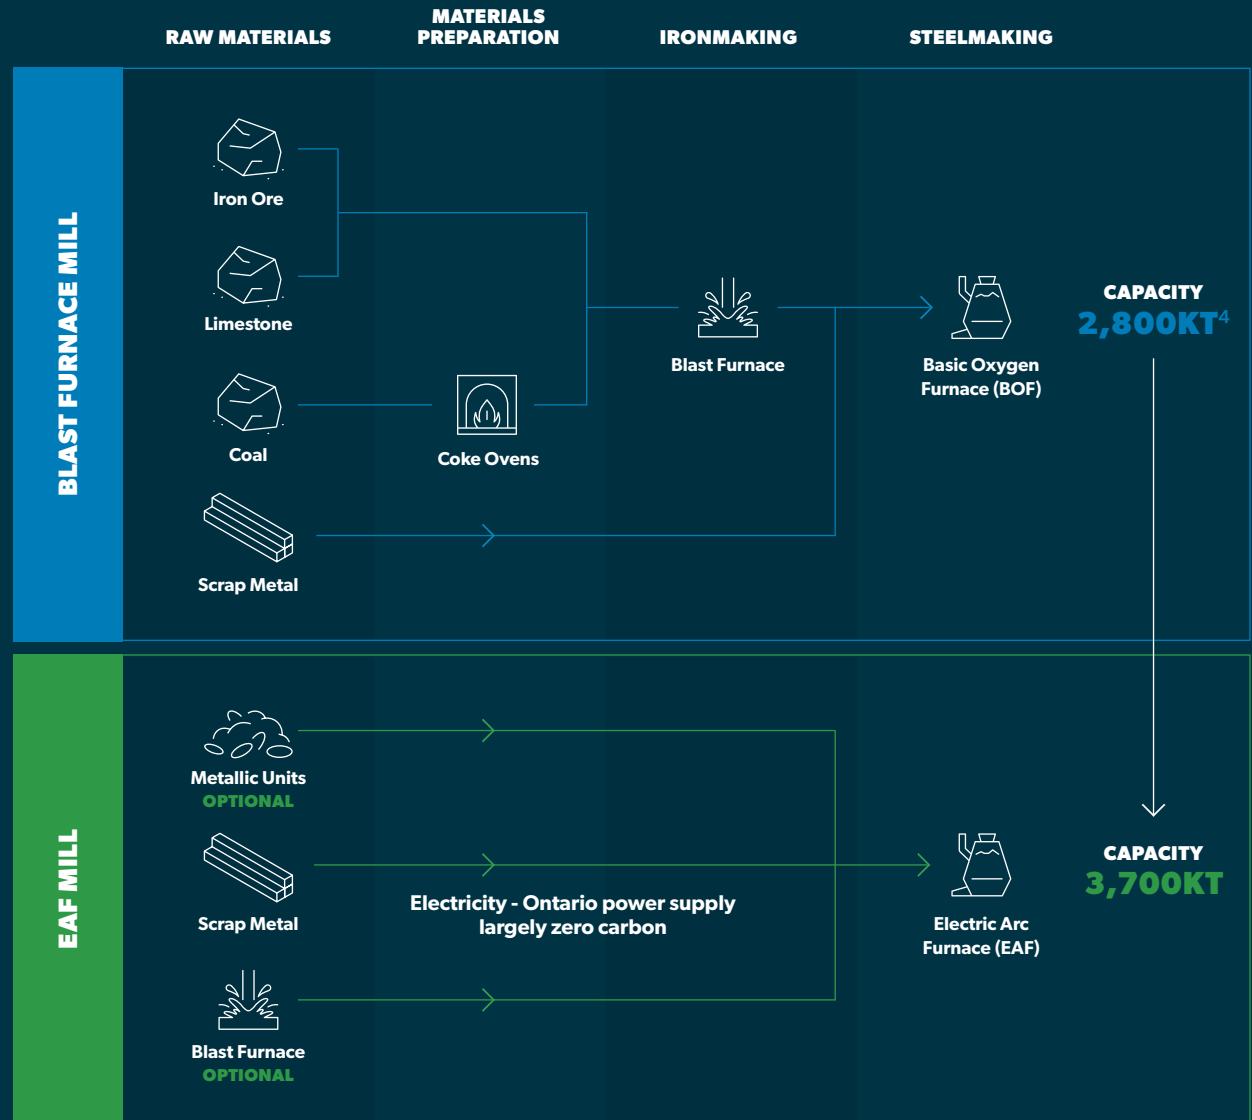 RAW MATERIALS
MATERIALS
PREPARATION
IRONMAKING
STEELMAKING
BLAST FURNACE MILL
Iron Ore
Limestone
Coal
Coke Ovens
Scrap Metal
Blast Furnace
Basic Oxygen
Furnace (BOF)
CAPACITY
2,800KT⁴
EAF MILL
Metallic Units
OPTIONAL
Scrap Metal
Electricity - Ontario power supply
largely zero carbon
Blast Furnace
OPTIONAL
Electric Arc
Furnace (EAF)
CAPACITY
3,700KT